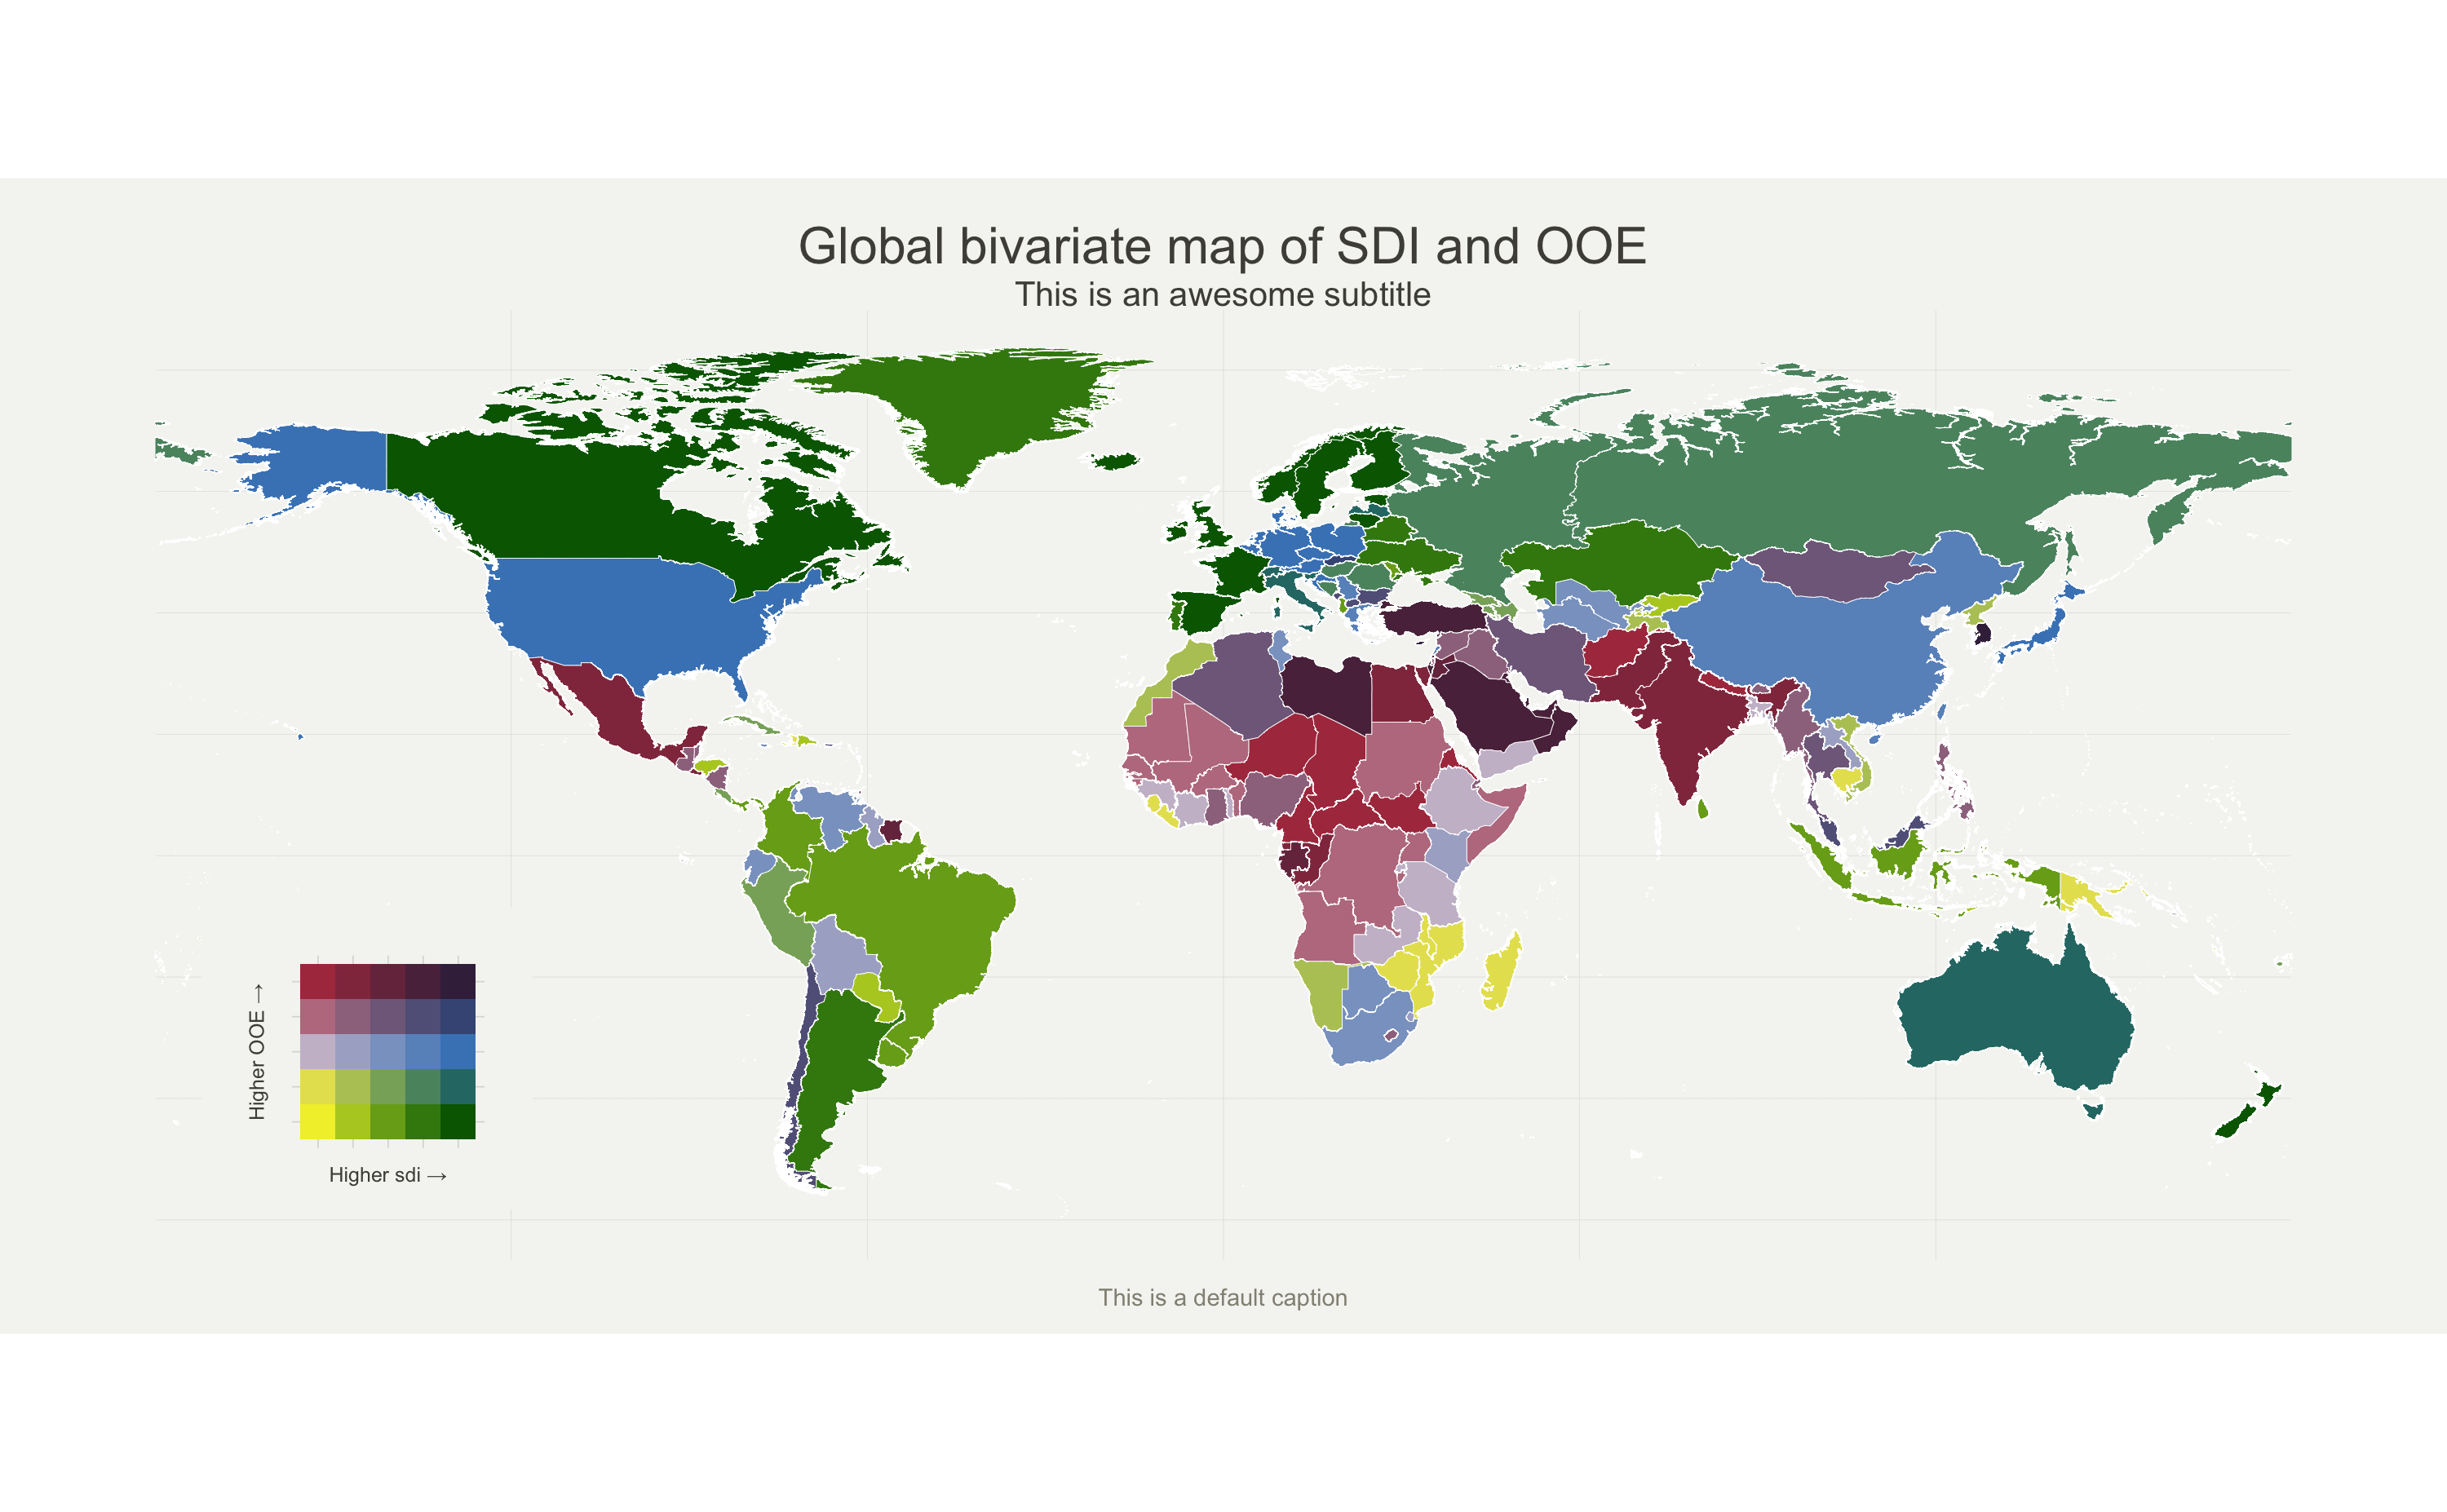 Global bivariate map of SDI and OOE
This is an awesome subtitle
Higher OOE →
Higher sdi →
This is a default caption